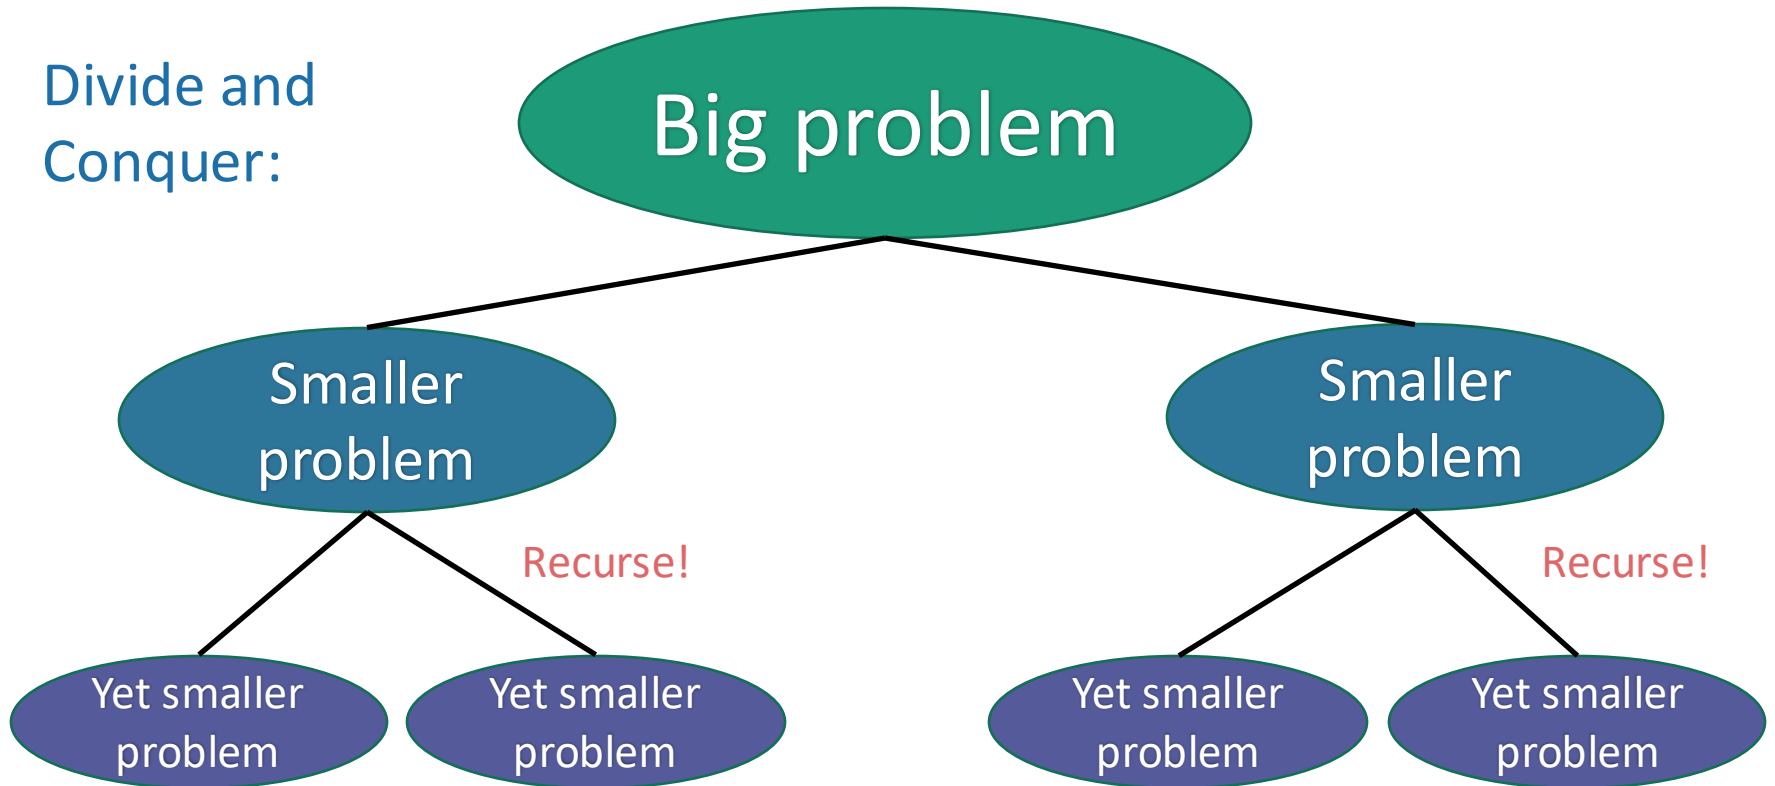 Divide and
Conquer:
Big problem
Smaller
problem
Smaller
problem
Recurse!
Recurse!
Yet smaller
problem
Yet smaller
problem
Yet smaller
problem
Yet smaller
problem